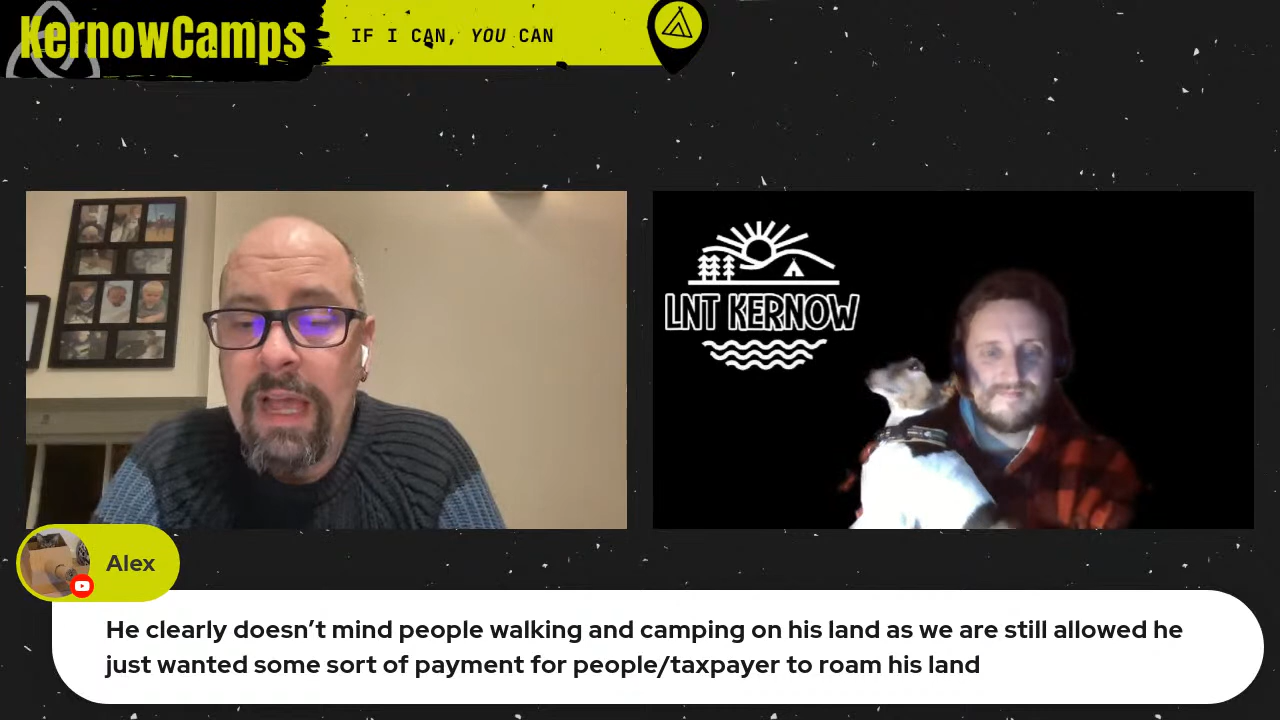 KernowCamps
IF I CAN, YOU CAN
LNT KERNOW
Alex
He clearly doesn’t mind people walking and camping on his land as we are still allowed he
just wanted some sort of payment for people/taxpayer to roam his land